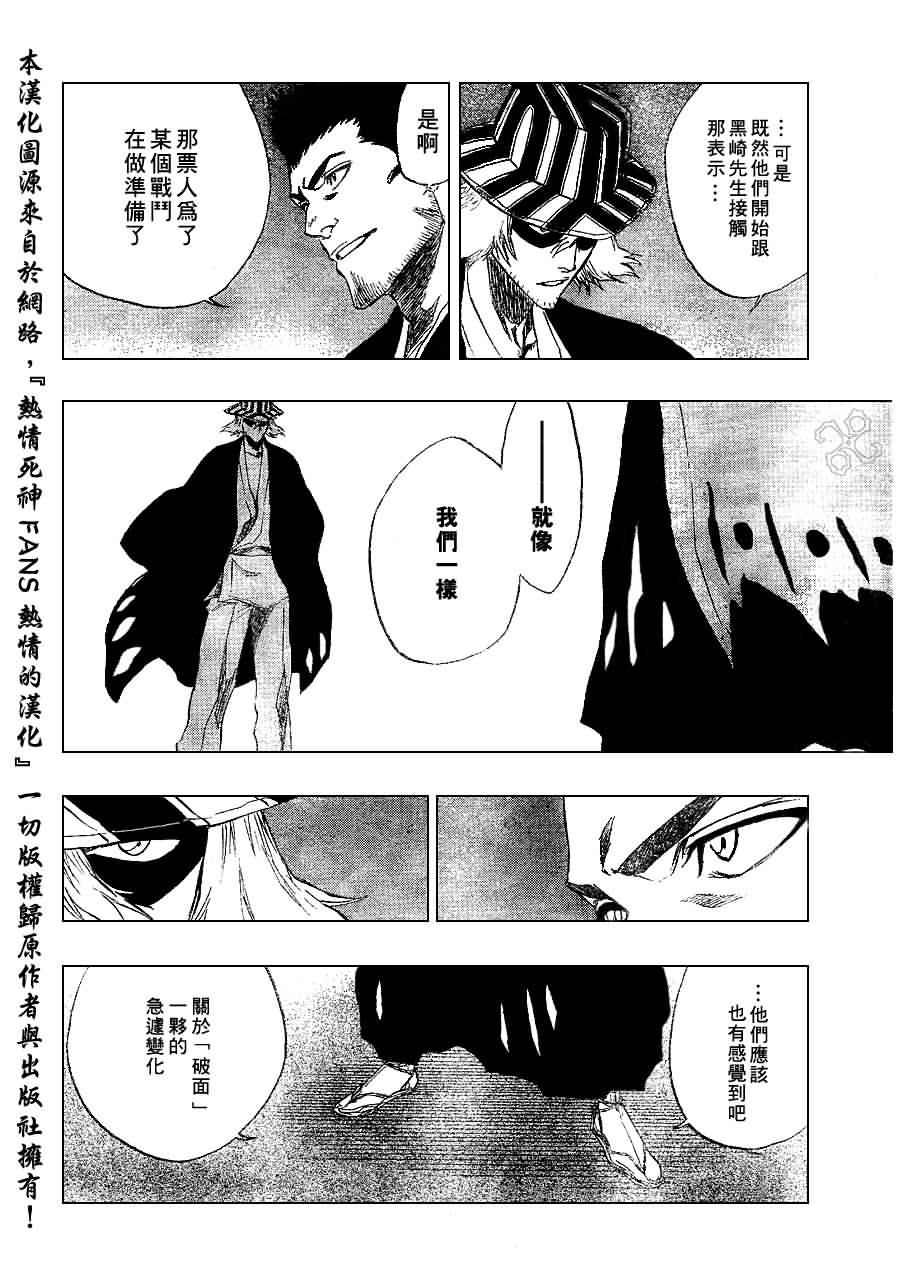 …可是
既然他們開始跟
黑崎先生接觸
那表示…
是啊
那票人為了
某個戰鬥
在做準備了
——就像
我們一樣
…他們應該
也有感覺到吧
關於「破面」
一夥的
急遽變化
本漢化圖源來自於網路，『熱情死神FANS熱情的漢化』一切版權歸原作者與出版社擁有！